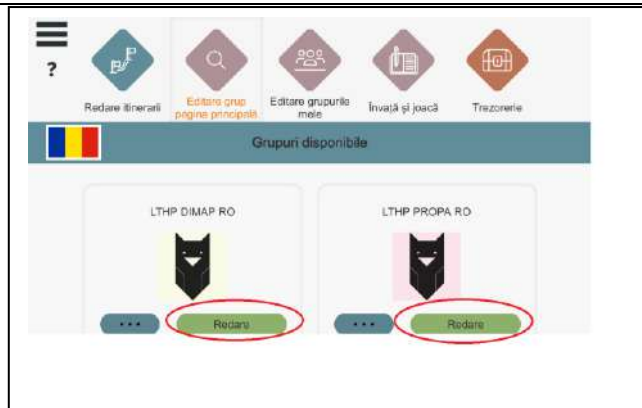 ?
Redare itinerarii
Editare grup
pagina principală
Editare grupurile
mele
Învață și joacă
Trezorerie
Grupuri disponibile
LTHP DIMAP RO
LTHP PROPA RO
Redare
Redare